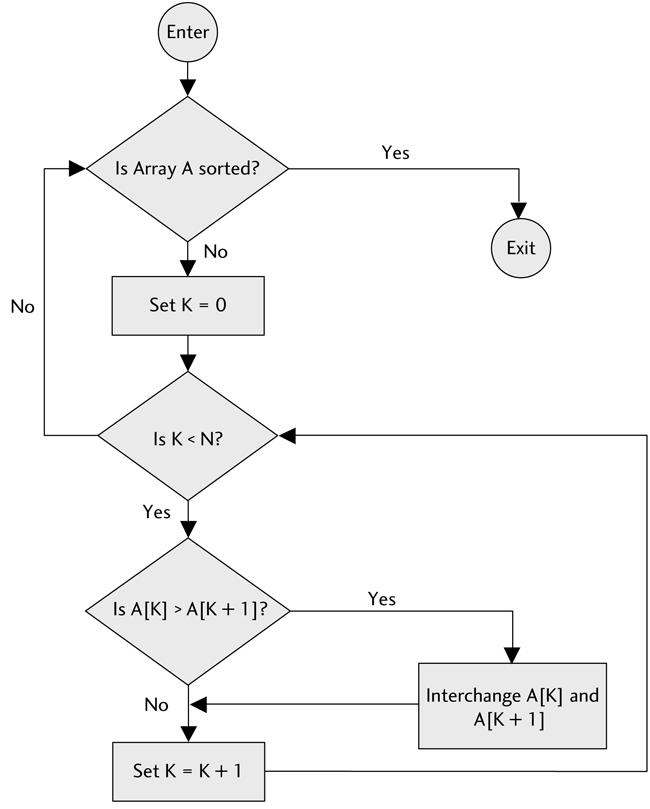 Enter
Is Array A sorted?
Yes
Exit
No
Set K = 0
No
Is K < N?
Yes
Is A[K] > A[K + 1]?
Yes
Interchange A[K] and
A[K + 1]
No
Set K = K + 1